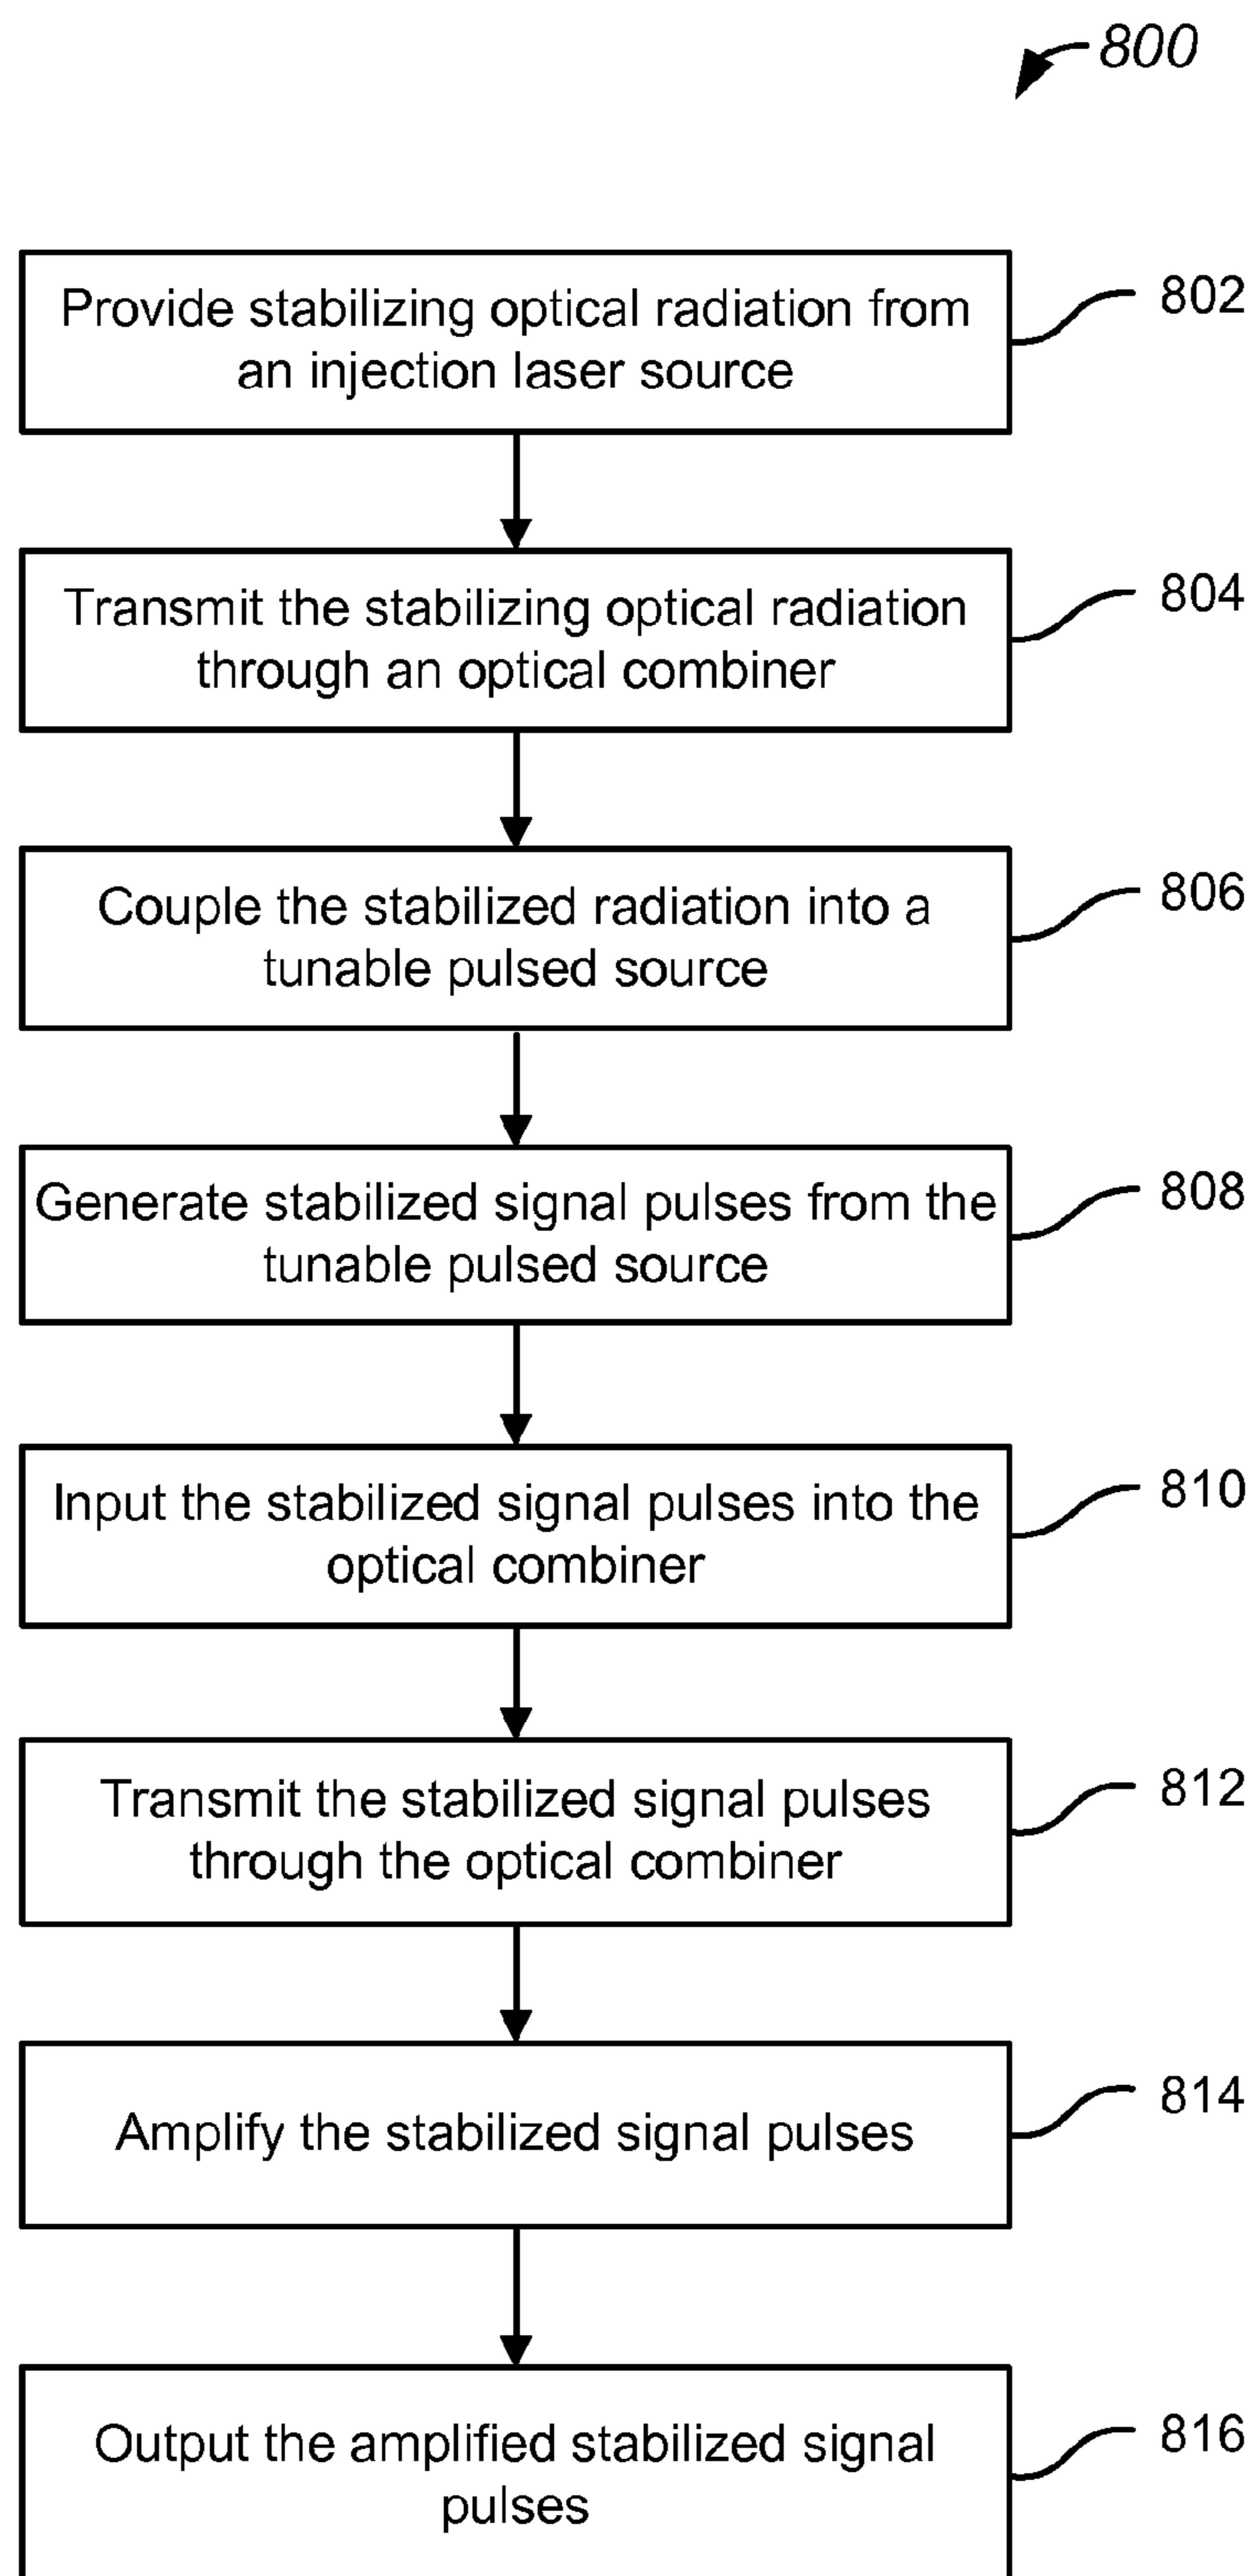 800
Provide stabilizing optical radiation from
an injection laser source
802
Transmit the stabilizing optical radiation
through an optical combiner
804
Couple the stabilized radiation into a
tunable pulsed source
806
Generate stabilized signal pulses from the
tunable pulsed source
808
Input the stabilized signal pulses into the
optical combiner
810
Transmit the stabilized signal pulses
through the optical combiner
812
Amplify the stabilized signal pulses
814
Output the amplified stabilized signal
pulses
816